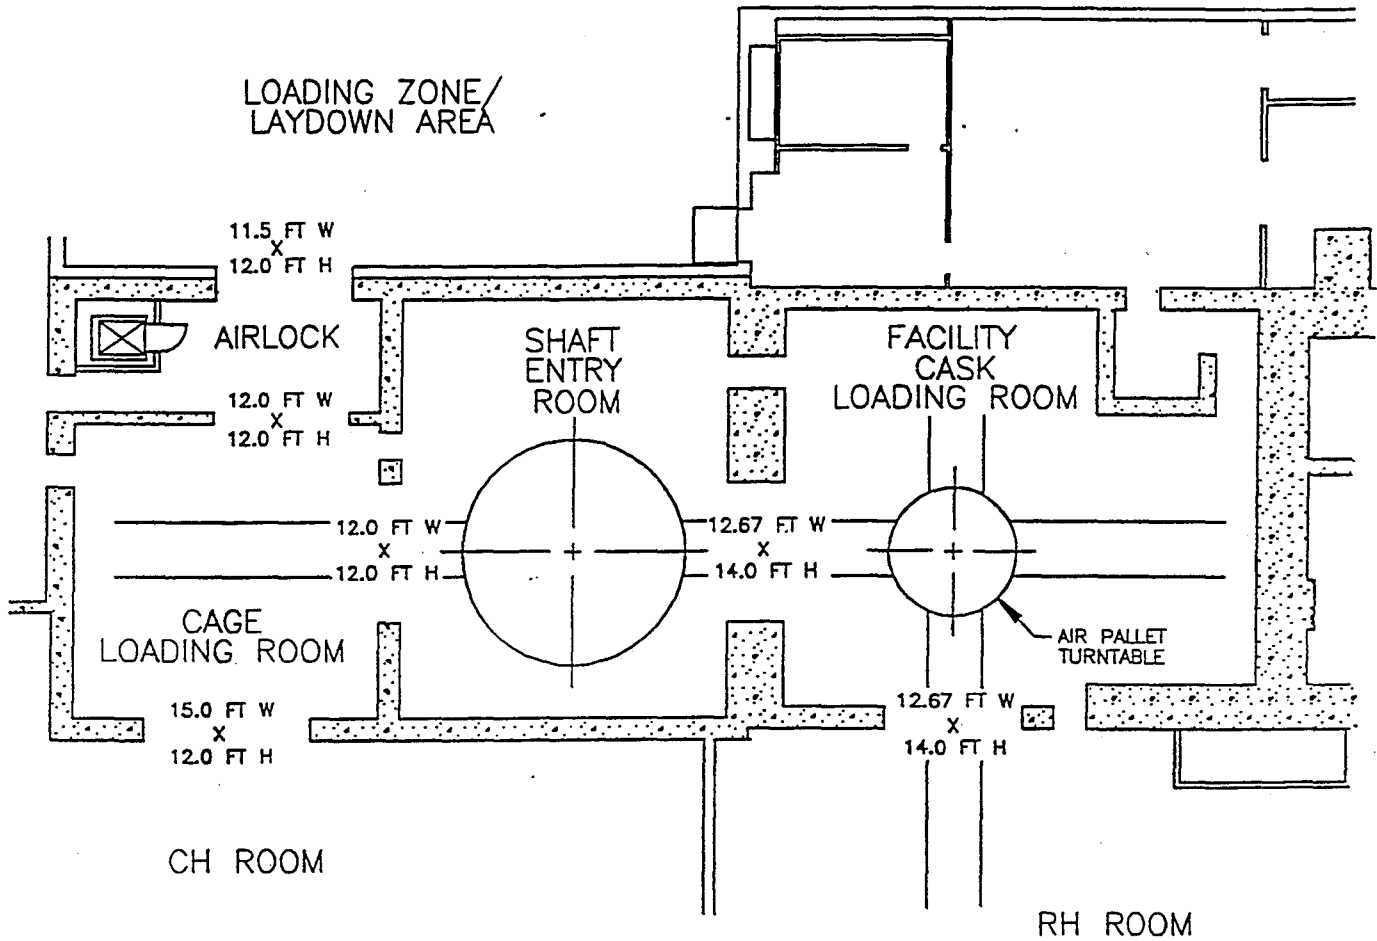 LOADING ZONE/
LAYDOWN AREA
11.5 FT W
X
12.0 FT H
AIRLOCK
SHAFT
ENTRY
ROOM
FACILITY
CASK
LOADING ROOM
12.0 FT W
X
12.0 FT H
12.0 FT W
X
12.0 FT H
12.67 FT W
X
14.0 FT H
CAGE
LOADING ROOM
AIR PALLET
TURNTABLE
15.0 FT W
X
12.0 FT H
12.67 FT W
X
14.0 FT H
CH ROOM
RH ROOM